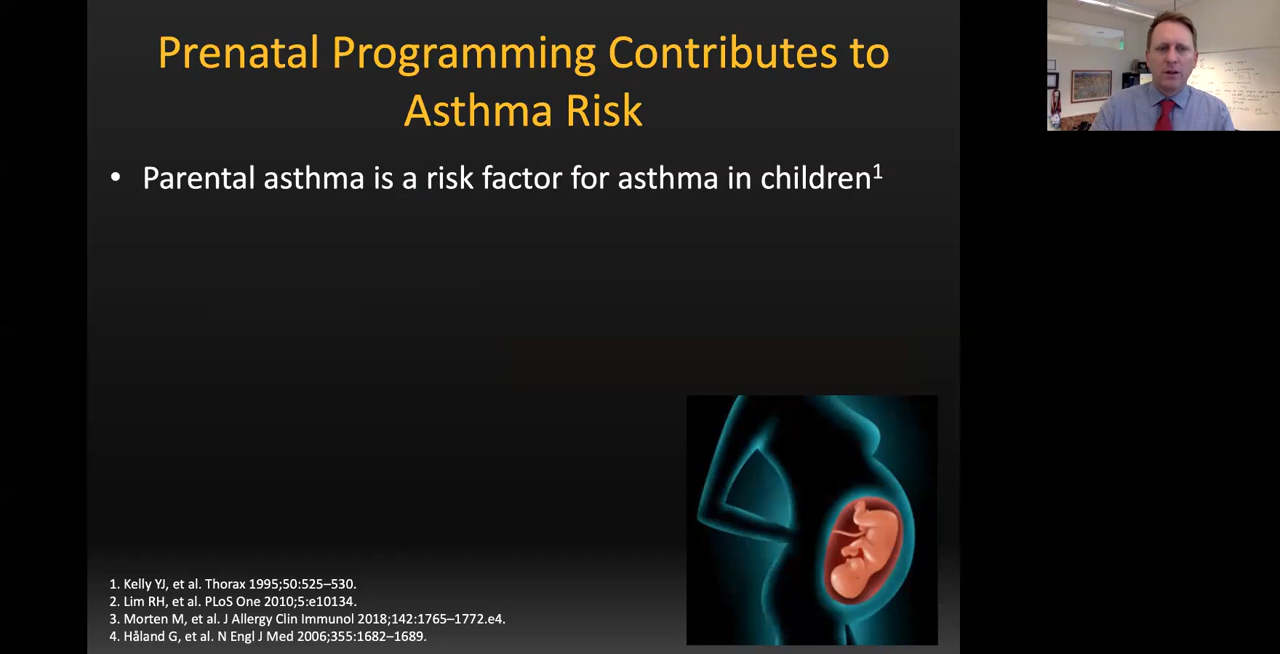 Prenatal Programming Contributes to
Asthma Risk
• Parental asthma is a risk factor for asthma in children¹
1. Kelly YJ, et al. Thorax 1995;50:525–530.
2. Lim RH, et al. PLoS One 2010;5:e10134.
3. Morten M, et al. J Allergy Clin Immunol 2018;142:1765–1772.e4.
4. Håland G, et al. N Engl J Med 2006;355:1682–1689.